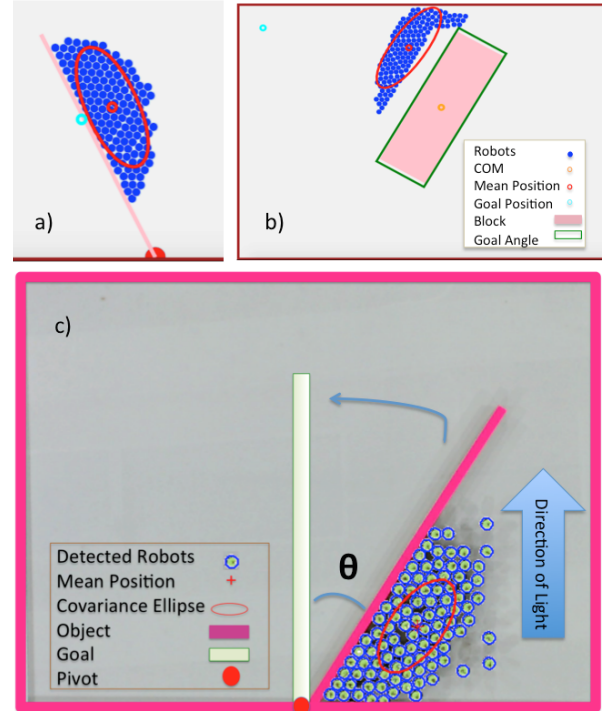 a)
b)
Robots
COM
Mean Position
Goal Position
Block
Goal Angle
c)
Direction of Light
θ
Detected Robots
Mean Position
Covariance Ellipse
Object
Goal
Pivot